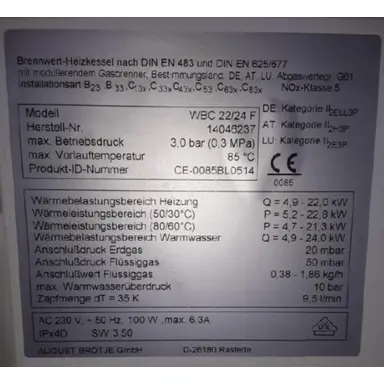 Brennwert-Heizkessel nach DIN EN 483 und DIN EN 625/677
mit modulierendem Gasbrenner, Bestimmungsland: DE, AT, LU. Abgaswertegr. G61
Installationsart B23, B33, C13x, C33x, C43x, C53, C63x, C83x NOx-Klasse 5
Modell WBC 22/24 F DE: Kategorie II2ELL3P
Herstell-Nr. 14046237 AT: Kategorie II2H3P
max. Betriebsdruck 3,0 bar (0,3 MPa) LU: Kategorie II2E3P
max. Vorlauftemperatur 85 °C
Produkt-ID-Nummer CE-0085BL0514 CE
0085
Wärmebelastungsbereich Heizung Q = 4,9 - 22,0 kW
Wärmeleistungsbereich (50/30°C) P = 5,2 - 22,8 kW
Wärmeleistungsbereich (80/60°C) P = 4,7 - 21,3 kW
Wärmebelastungsbereich Warmwasser Q = 4,9 - 24,0 kW
Anschlußdruck Erdgas 20 mbar
Anschlußdruck Flüssiggas 50 mbar
Anschlußwert Flüssiggas 0,38 - 1,86 kg/h
max. Warmwasserüberdruck 10 bar
Zapfmenge dT = 35 K 9,5 l/min
AC 230 V, ~ 50 Hz, 100 W ,max. 6,3A
IPx4D SW 3.50
AUGUST BRÖTJE GmbH D-26180 Rastede